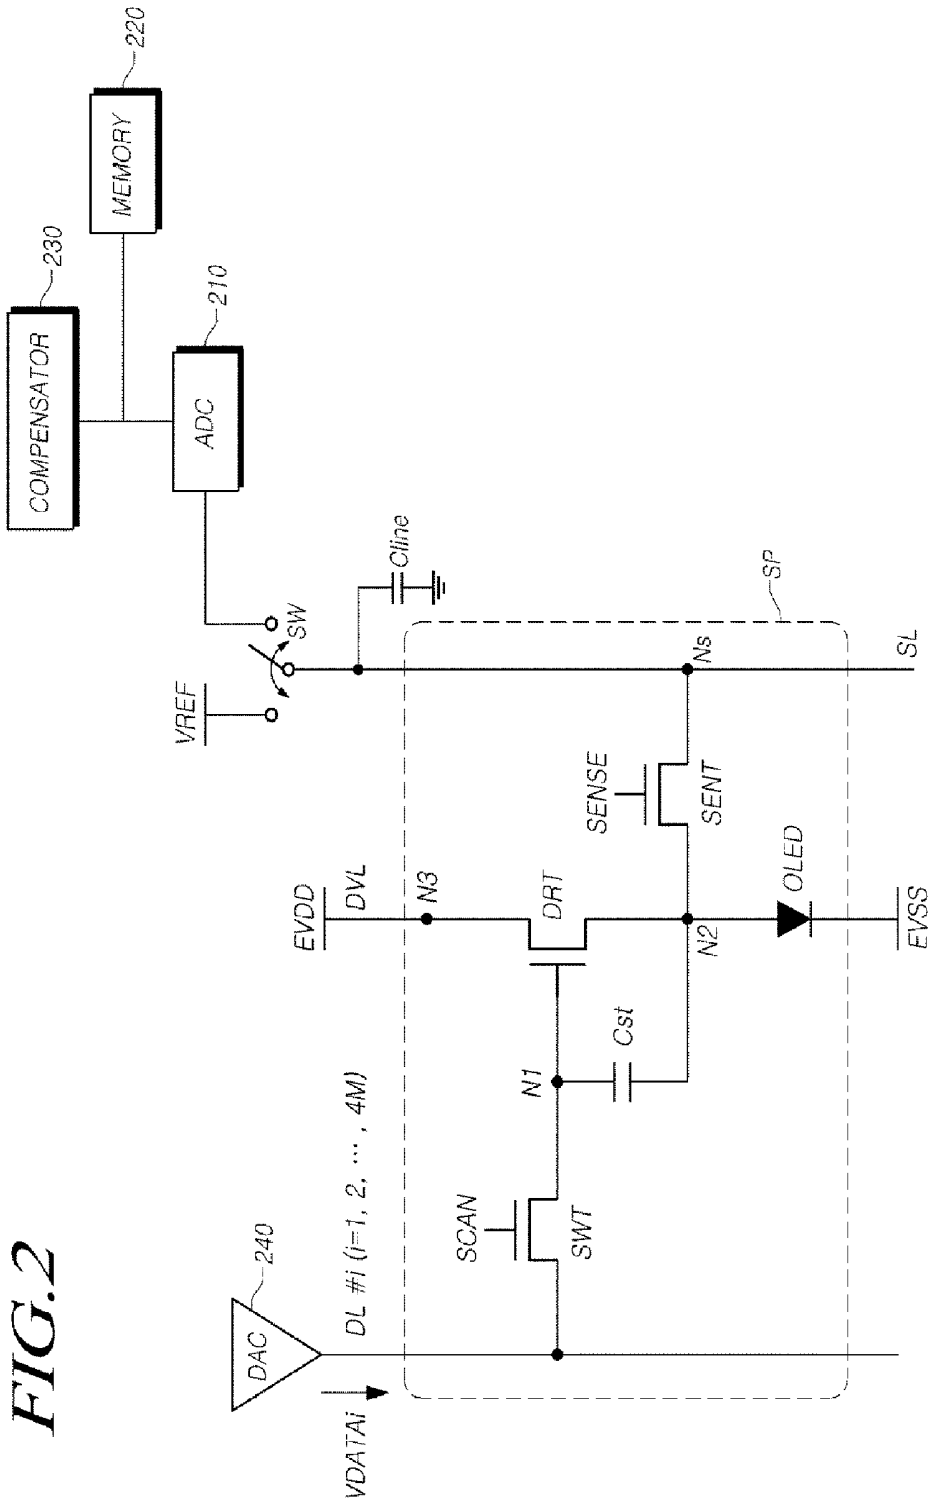 FIG.2
COMPENSATOR
230
MEMORY
220
ADC
210
DAC
240
VDATAi
DL #i (i=1, 2, ⋯ , 4M)
EVDD
DVL
VREF
SW
Cline
SP
N3
SCAN
SWT
N1
DRT
Cst
SENSE
SENT
Ns
N2
OLED
EVSS
SL